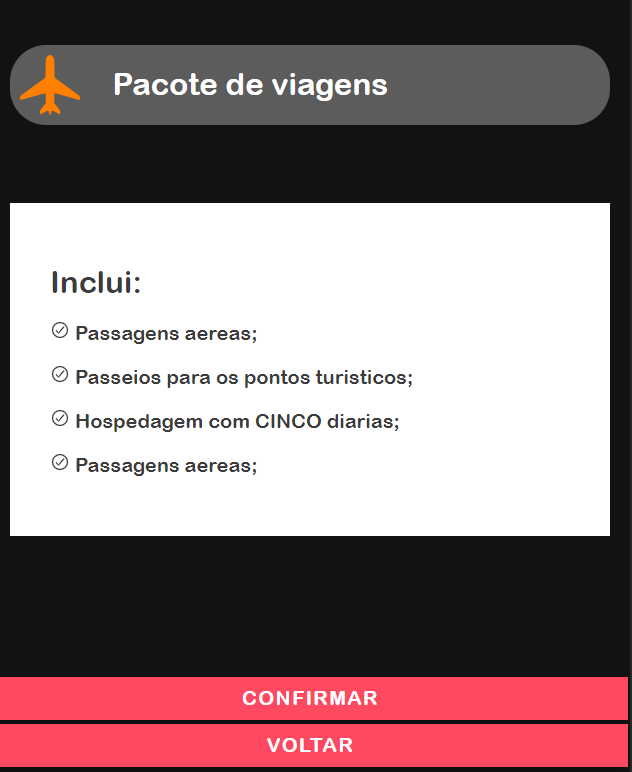 Pacote de viagens
Inclui:
Passagens aereas;
Passeios para os pontos turisticos;
Hospedagem com CINCO diarias;
Passagens aereas;
CONFIRMAR
VOLTAR